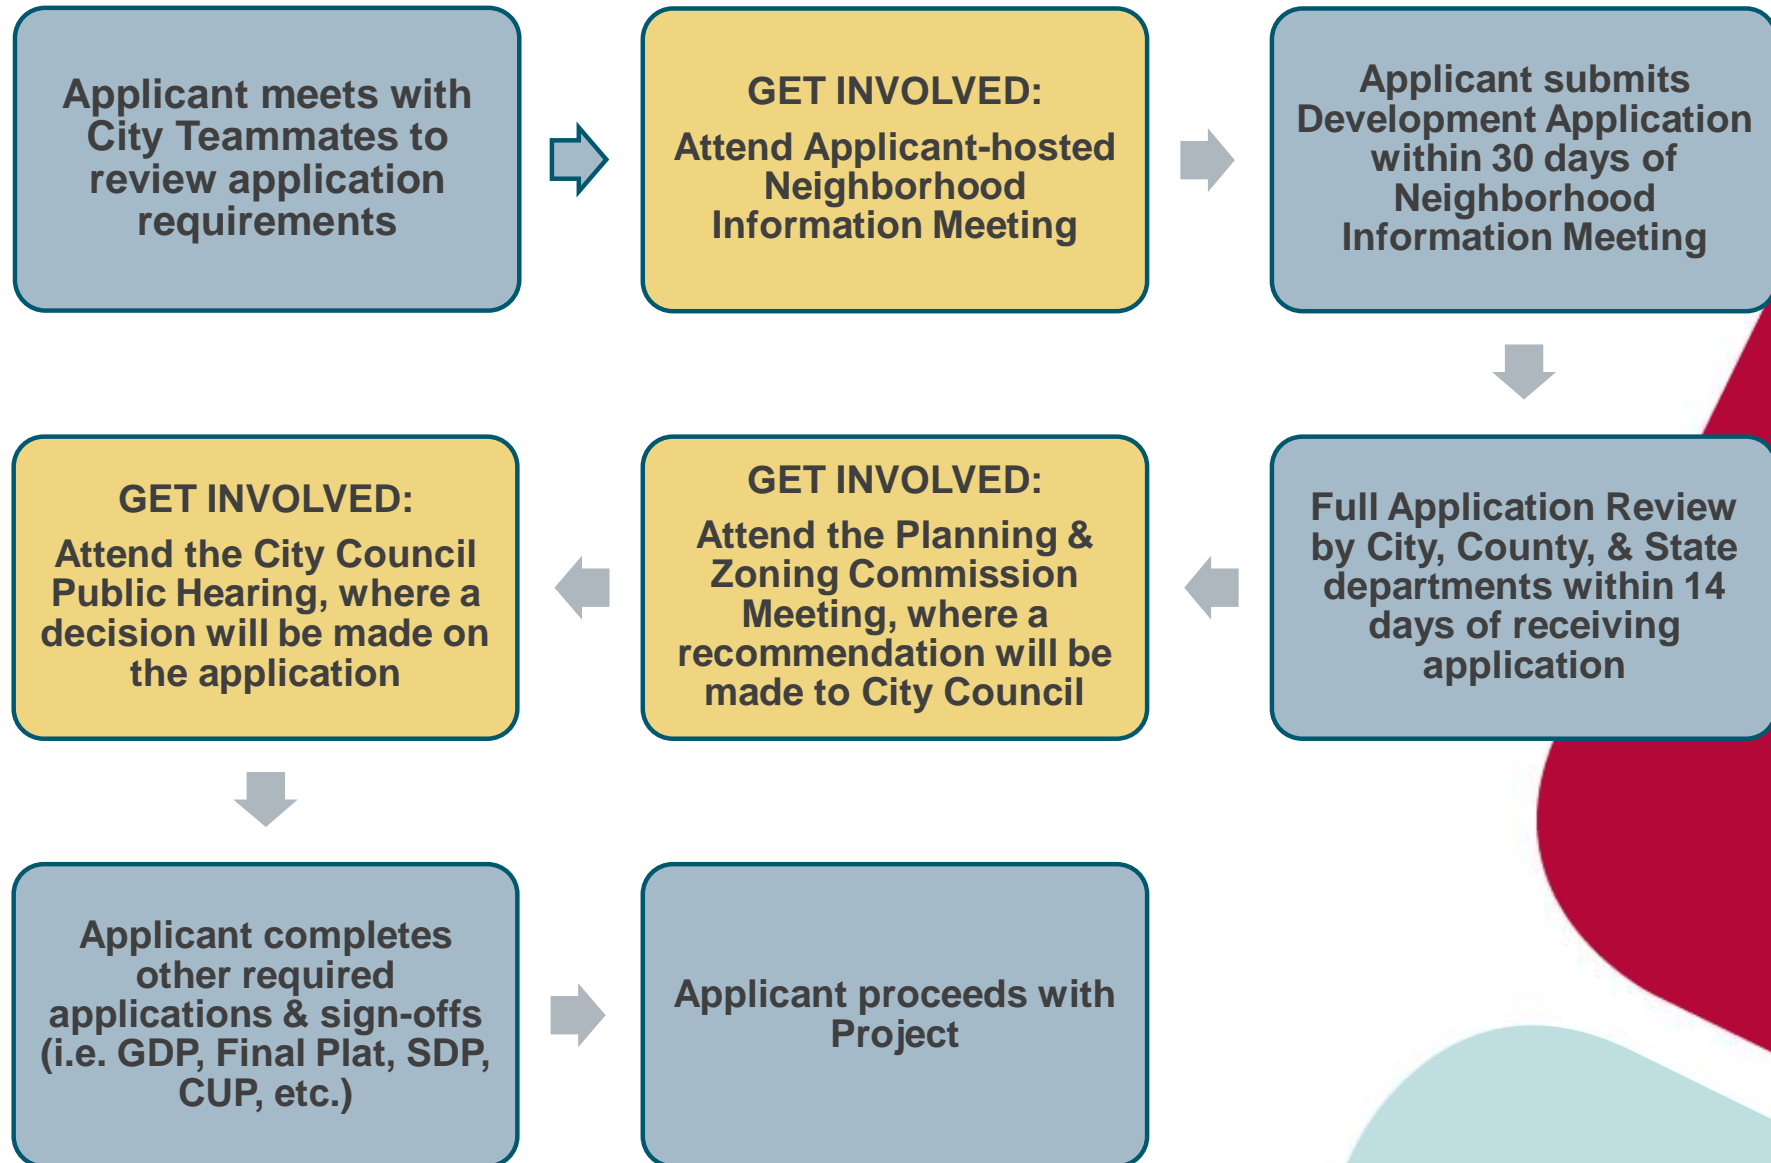 Applicant meets with
City Teammates to
review application
requirements
GET INVOLVED:
Attend Applicant-hosted
Neighborhood
Information Meeting
Applicant submits
Development Application
within 30 days of
Neighborhood
Information Meeting
Full Application Review
by City, County, & State
departments within 14
days of receiving
application
GET INVOLVED:
Attend the Planning &
Zoning Commission
Meeting, where a
recommendation will be
made to City Council
GET INVOLVED:
Attend the City Council
Public Hearing, where a
decision will be made on
the application
Applicant completes
other required
applications & sign-offs
(i.e. GDP, Final Plat, SDP,
CUP, etc.)
Applicant proceeds with
Project